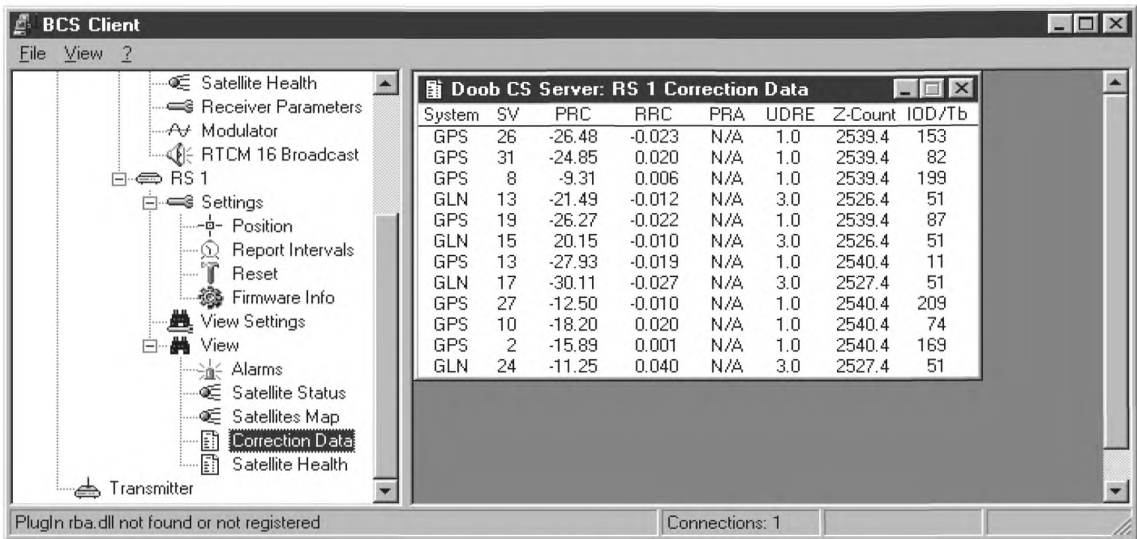 BCS Client
File View ?
Satellite Health
Receiver Parameters
Modulator
RTCM 16 Broadcast
RS 1
Settings
Position
Report Intervals
Reset
Firmware Info
View Settings
View
Alarms
Satellite Status
Satellites Map
Correction Data
Satellite Health
Transmitter
Doob CS Server: RS 1 Correction Data
System SV PRC RRC PRA UDRE Z-Count IOD/Tb
GPS 26 -26.48 -0.023 N/A 1.0 2539.4 153
GPS 31 -24.85 0.020 N/A 1.0 2539.4 82
GPS 8 -9.31 0.006 N/A 1.0 2539.4 199
GLN 13 -21.49 -0.012 N/A 3.0 2526.4 51
GPS 19 -26.27 -0.022 N/A 1.0 2539.4 87
GLN 15 20.15 -0.010 N/A 3.0 2526.4 51
GPS 13 -27.93 -0.019 N/A 1.0 2540.4 11
GLN 17 -30.11 -0.027 N/A 3.0 2527.4 51
GPS 27 -12.50 -0.010 N/A 1.0 2540.4 209
GPS 10 -18.20 0.020 N/A 1.0 2540.4 74
GPS 2 -15.89 0.001 N/A 1.0 2540.4 169
GLN 24 -11.25 0.040 N/A 3.0 2527.4 51
PlugIn rba.dll not found or not registered
Connections: 1